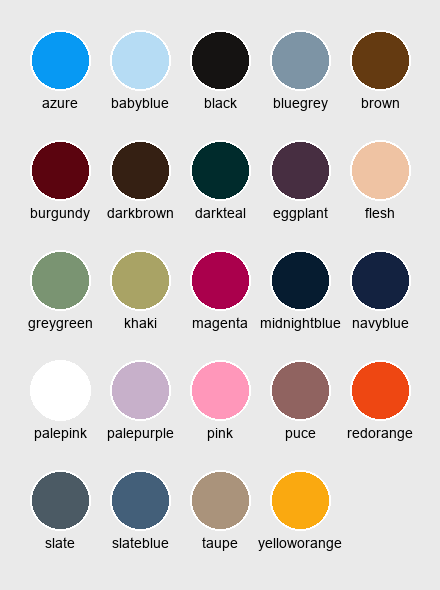 azure babyblue black bluegrey brown
burgundy darkbrown darkteal eggplant flesh
greygreen khaki magenta midnightblue navyblue
palepink palepurple pink puce redorange
slate slateblue taupe yelloworange